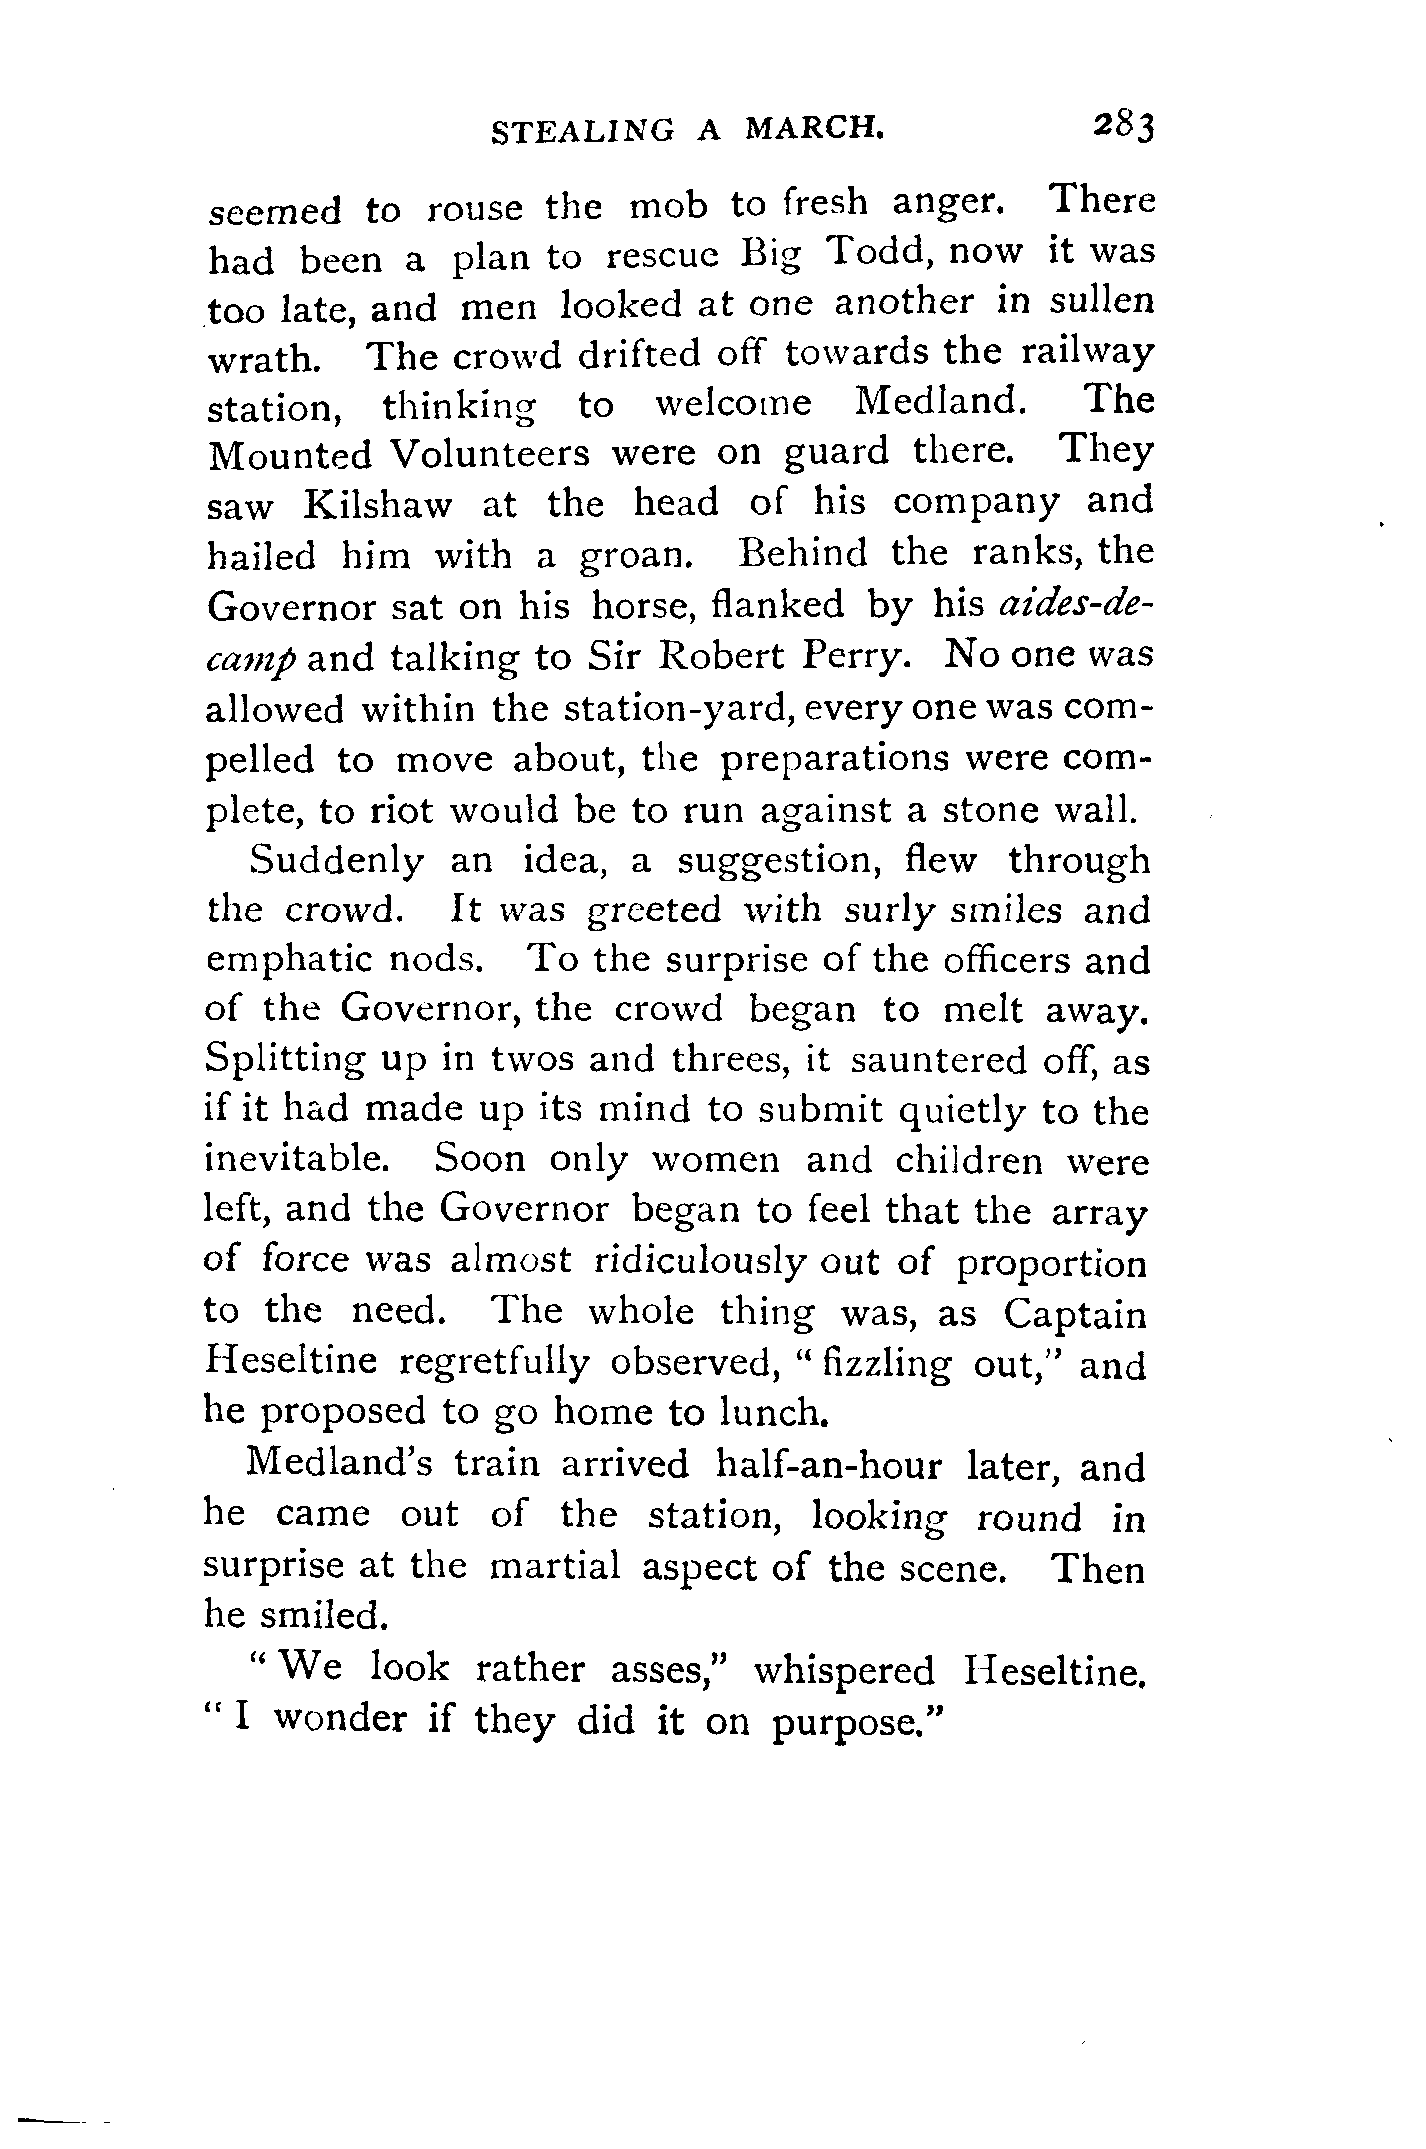 STEALING A MARCH. 283
seemed to rouse the mob to fresh anger. There
had been a plan to rescue Big Todd, now it was
too late, and men looked at one another in sullen
wrath. The crowd drifted off towards the railway
station, thinking to welcome Medland. The
Mounted Volunteers were on guard there. They
saw Kilshaw at the head of his company and
hailed him with a groan. Behind the ranks, the
Governor sat on his horse, flanked by his aides-de-
camp and talking to Sir Robert Perry. No one was
allowed within the station-yard, every one was com-
pelled to move about, the preparations were com-
plete, to riot would be to run against a stone wall.
Suddenly an idea, a suggestion, flew through
the crowd. It was greeted with surly smiles and
emphatic nods. To the surprise of the officers and
of the Governor, the crowd began to melt away.
Splitting up in twos and threes, it sauntered off, as
if it had made up its mind to submit quietly to the
inevitable. Soon only women and children were
left, and the Governor began to feel that the array
of force was almost ridiculously out of proportion
to the need. The whole thing was, as Captain
Heseltine regretfully observed, “ fizzling out,” and
he proposed to go home to lunch.
Medland's train arrived half-an-hour later, and
he came out of the station, looking round in
surprise at the martial aspect of the scene. Then
he smiled.
“ We look rather asses,” whispered Heseltine.
“ I wonder if they did it on purpose.”